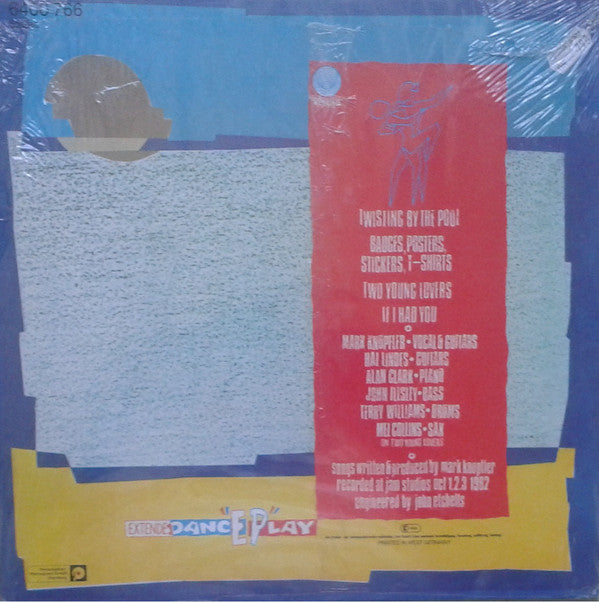 6400 766
TWISTING BY THE POOL
BADGES, POSTERS,
STICKERS, T-SHIRTS
TWO YOUNG LOVERS
IF I HAD YOU
MARK KNOPFLER • VOCAL & GUITARS
HAL LINDES • GUITARS
ALAN CLARK • PIANO
JOHN ILLSLEY • BASS
TERRY WILLIAMS • DRUMS
MEL COLLINS • SAX
ON TWO YOUNG LOVERS
songs written & produced by mark knopfler
recorded at jam studios oct 1.2.3 1982
engineered by john etchells
EXTENDED DANCE "EP" PLAY
PRINTED IN WEST GERMANY